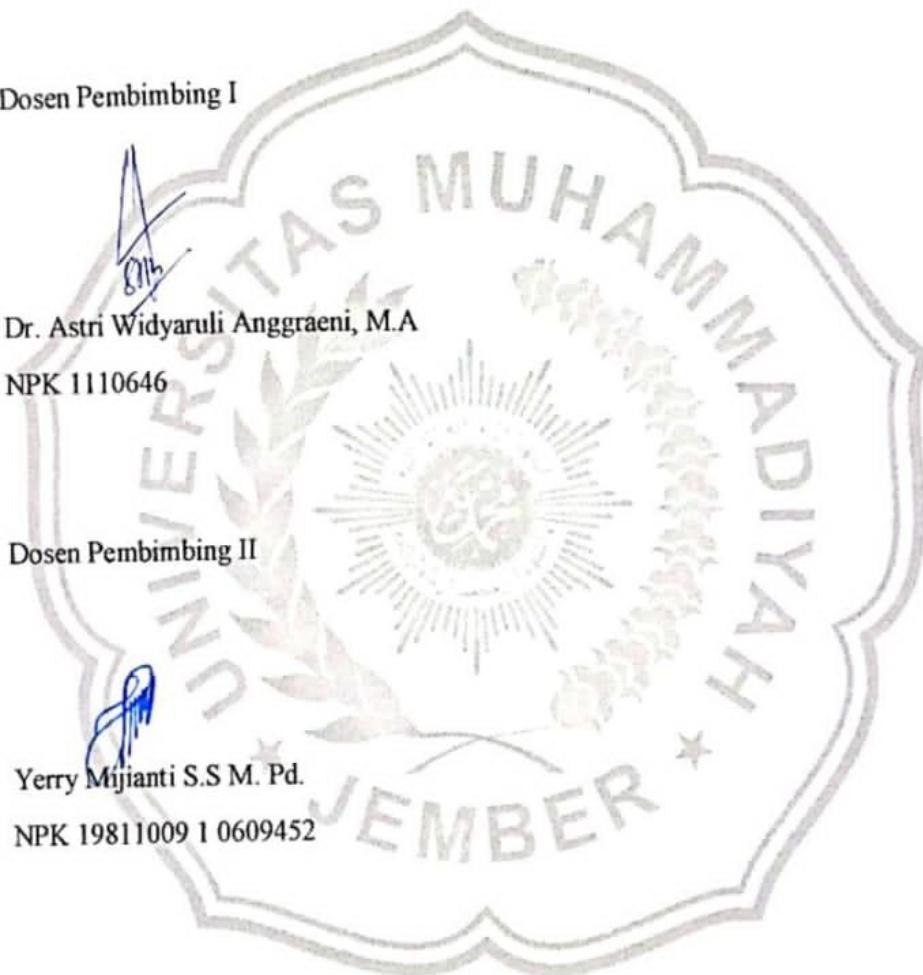 Dosen Pembimbing I
Dr. Astri Widyaruli Anggraeni, M.A
NPK 1110646
Dosen Pembimbing II
Yerry Mijianti S.S M. Pd.
NPK 19811009 1 0609452
UNIVERSITAS MUHAMMADIYAH
JEMBER